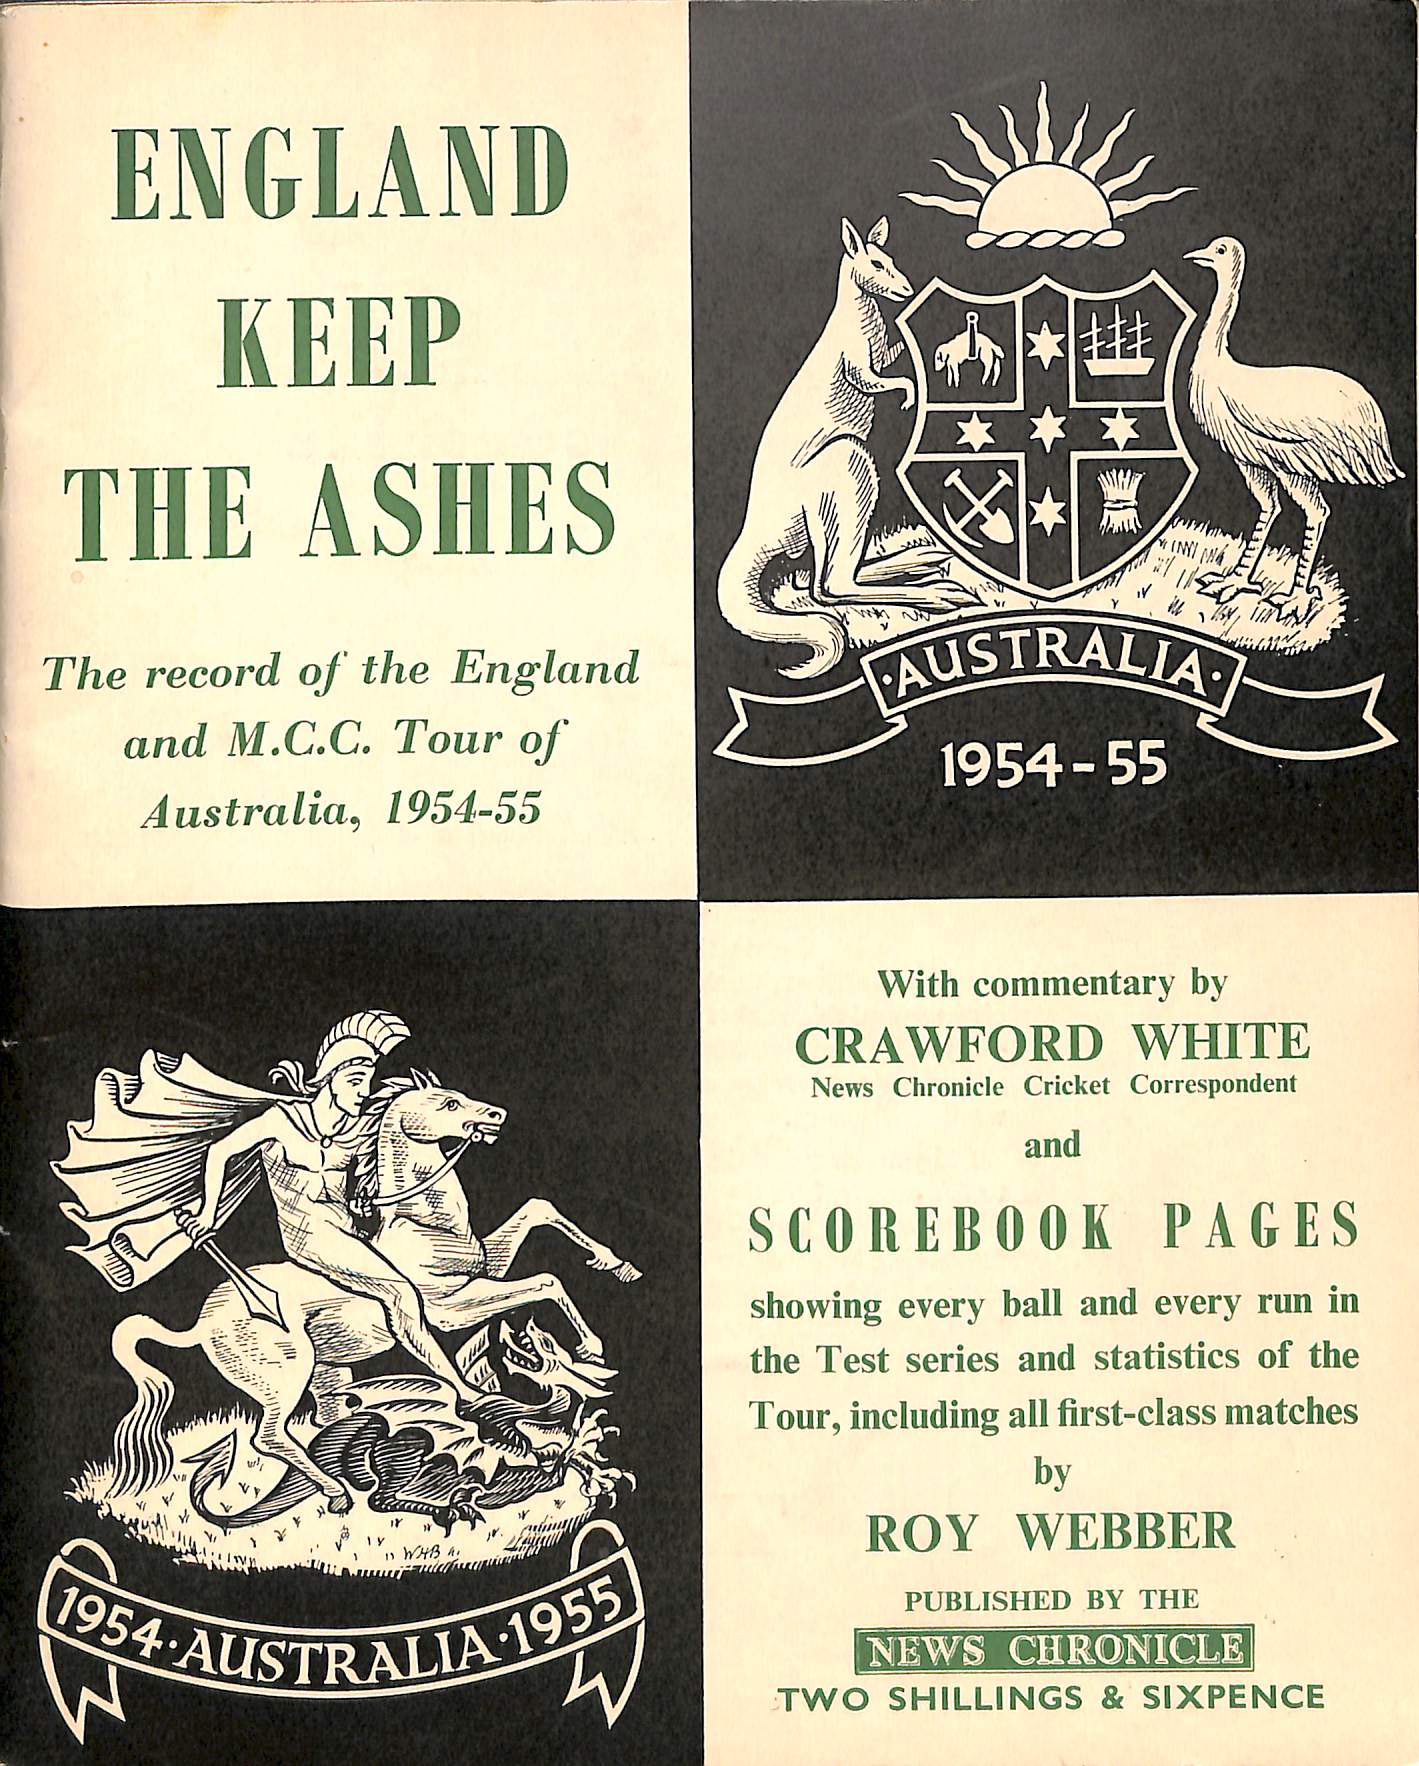 ENGLAND
KEEP
THE ASHES
The record of the England
and M.C.C. Tour of
Australia, 1954-55
·AUSTRALIA·
1954-55
1954·AUSTRALIA·1955
With commentary by
CRAWFORD WHITE
News Chronicle Cricket Correspondent
and
SCOREBOOK PAGES
showing every ball and every run in
the Test series and statistics of the
Tour, including all first-class matches
by
ROY WEBBER
PUBLISHED BY THE
NEWS CHRONICLE
TWO SHILLINGS & SIXPENCE